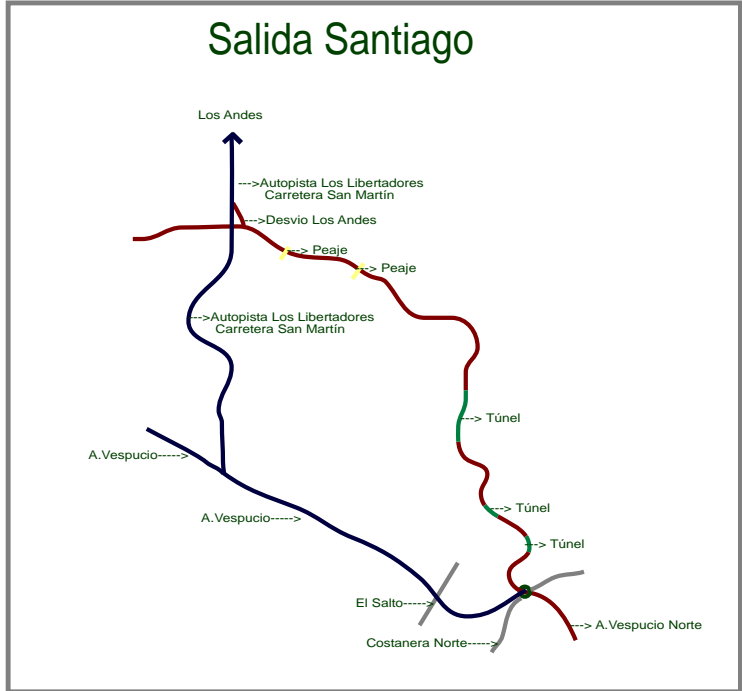 Salida Santiago
Los Andes
--->Autopista Los Libertadores
Carretera San Martín
--->Desvio Los Andes
---> Peaje
---> Peaje
--->Autopista Los Libertadores
Carretera San Martín
---> Túnel
A.Vespucio----->
---> Túnel
A.Vespucio----->
---> Túnel
El Salto----->
---> A.Vespucio Norte
Costanera Norte----->